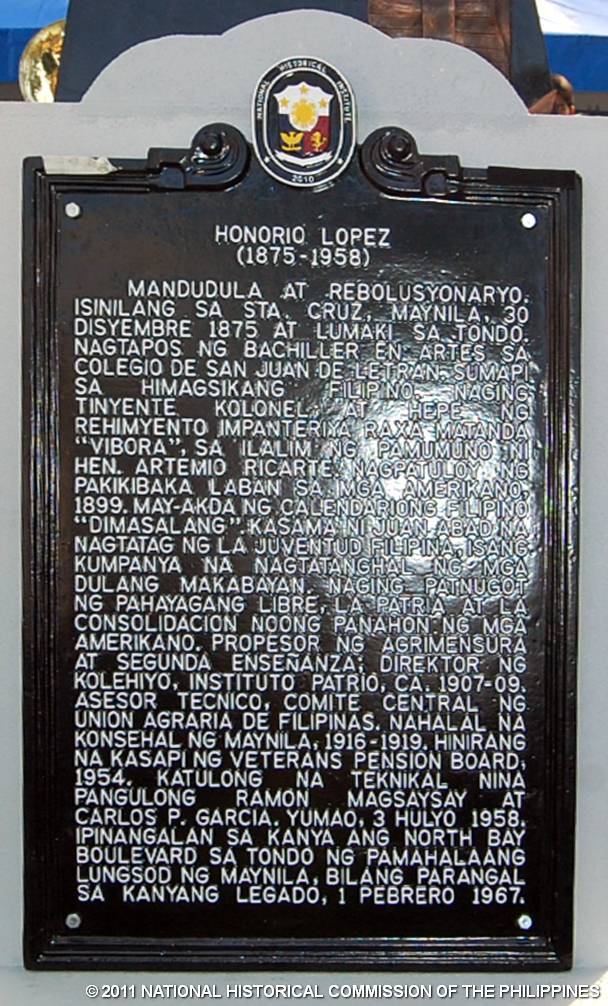 NATIONAL HISTORICAL INSTITUTE
2010
HONORIO LOPEZ
(1875-1958)
MANDUDULA AT REBOLUSYONARYO.
ISINILANG SA STA. CRUZ, MAYNILA, 30
DISYEMBRE 1875 AT LUMAKI SA TONDO.
NAGTAPOS NG BACHILLER EN ARTES SA
COLEGIO DE SAN JUAN DE LETRAN. SUMAPI
SA HIMAGSIKANG FILIPINO. NAGING
TINYENTE KOLONEL AT HEPE NG
REHIMYENTO IMPANTERIYA RAXA MATANDA
"VIBORA", SA ILALIM NG PAMUMUNO NI
HEN. ARTEMIO RICARTE. NAGPATULOY NG
PAKIKIBAKA LABAN SA MGA AMERIKANO,
1899. MAY-AKDA NG CALENDARIONG FILIPINO
"DIMASALANG". KASAMA NI JUAN ABAD NA
NAGTATAG NG LA JUVENTUD FILIPINA, ISANG
KUMPANYA NA NAGTATANGHAL NG MGA
DULANG MAKABAYAN. NAGING PATNUGOT
NG PAHAYAGANG LIBRE, LA PATRIA AT LA
CONSOLIDACION NOONG PANAHON NG MGA
AMERIKANO. PROPESOR NG AGRIMENSURA
AT SEGUNDA ENSEÑANZA; DIREKTOR NG
KOLEHIYO, INSTITUTO PATRIO, CA. 1907-09.
ASESOR TECNICO, COMITE CENTRAL NG
UNION AGRARIA DE FILIPINAS. NAHALAL NA
KONSEHAL NG MAYNILA, 1916-1919. HINIRANG
NA KASAPI NG VETERANS PENSION BOARD,
1954. KATULONG NA TEKNIKAL NINA
PANGULONG RAMON MAGSAYSAY AT
CARLOS P. GARCIA. YUMAO, 3 HULYO 1958.
IPINANGALAN SA KANYA ANG NORTH BAY
BOULEVARD SA TONDO NG PAMAHALAANG
LUNGSOD NG MAYNILA, BILANG PARANGAL
SA KANYANG LEGADO, 1 PEBRERO 1967.
© 2011 NATIONAL HISTORICAL COMMISSION OF THE PHILIPPINES